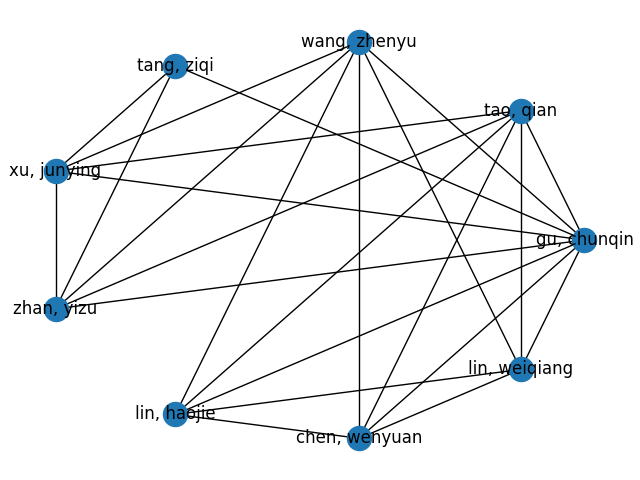 wang, zhenyu
tang, ziqi
tao, qian
xu, junying
gu, chunqin
zhan, yizu
lin, weiqiang
lin, haojie
chen, wenyuan